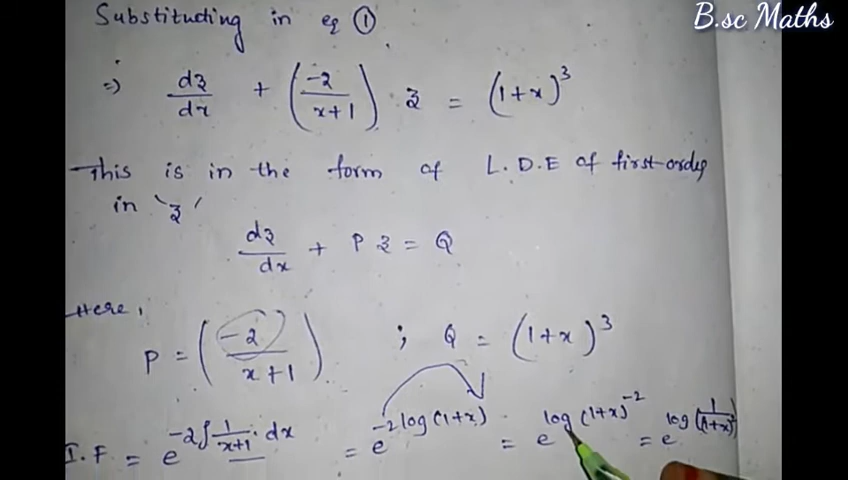 B.sc Maths
Substituting in eq ①
⇒ dz/dx + (-2/(x+1)) z = (1+x)^3
This is in the form of L.D.E of first order
in 'z'
dz/dx + Pz = Q
Here,
P = (-2/(x+1)) ; Q = (1+x)^3
I.F = e^(-2∫ 1/(x+1) · dx) = e^(-2 log(1+x)) = e^(log (1+x)^-2) = e^(log (1/(1+x)^2))